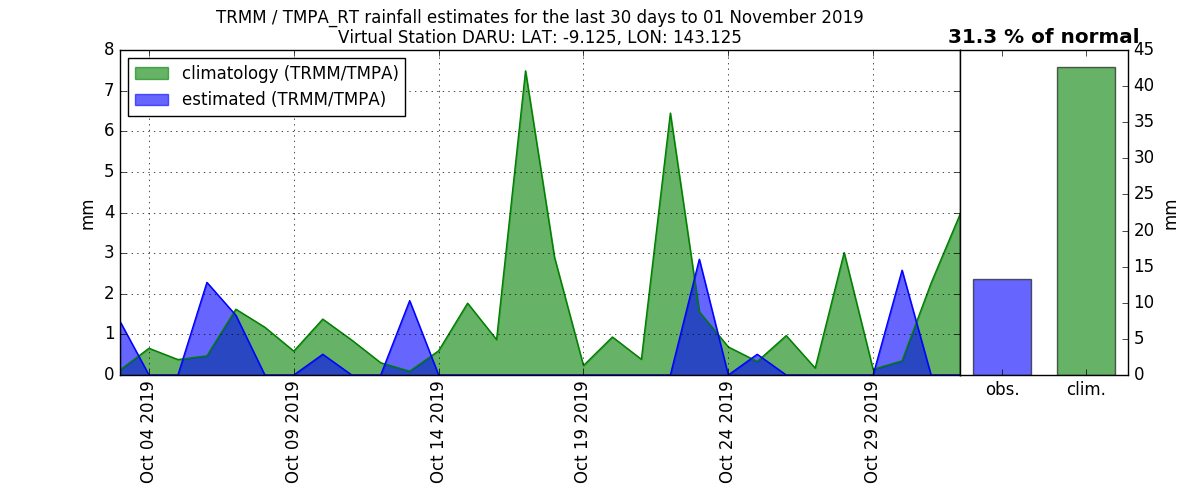 TRMM / TMPA_RT rainfall estimates for the last 30 days to 01 November 2019
Virtual Station DARU: LAT: -9.125, LON: 143.125
31.3 % of normal
climatology (TRMM/TMPA)
estimated (TRMM/TMPA)
8
7
6
5
4
3
2
1
0
mm
Oct 04 2019
Oct 09 2019
Oct 14 2019
Oct 19 2019
Oct 24 2019
Oct 29 2019
obs.
clim.
45
40
35
30
25
20
15
10
5
0
mm